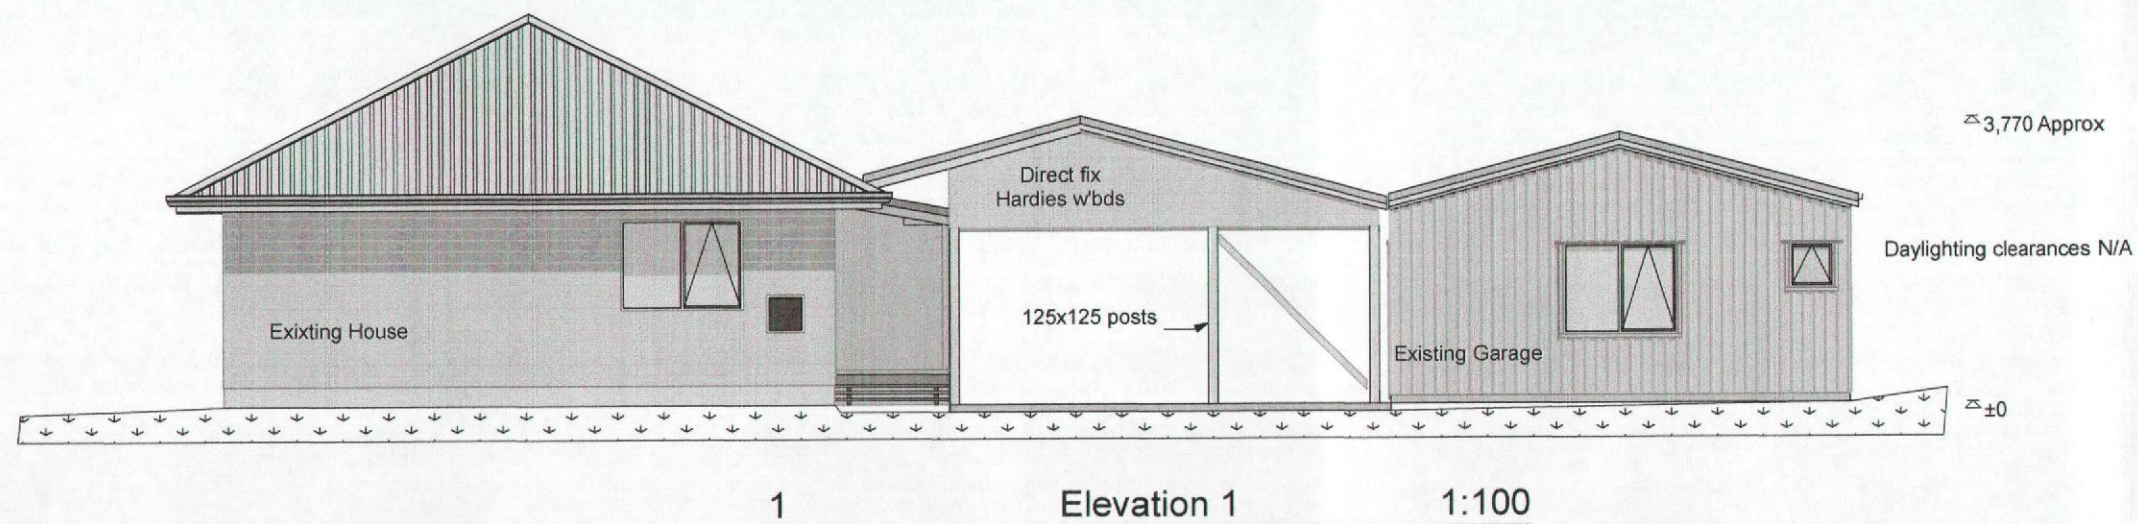 3,770 Approx
Direct fix
Hardies w'bds
Daylighting clearances N/A
125x125 posts
Exixting House
Existing Garage
±0
1 Elevation 1 1:100